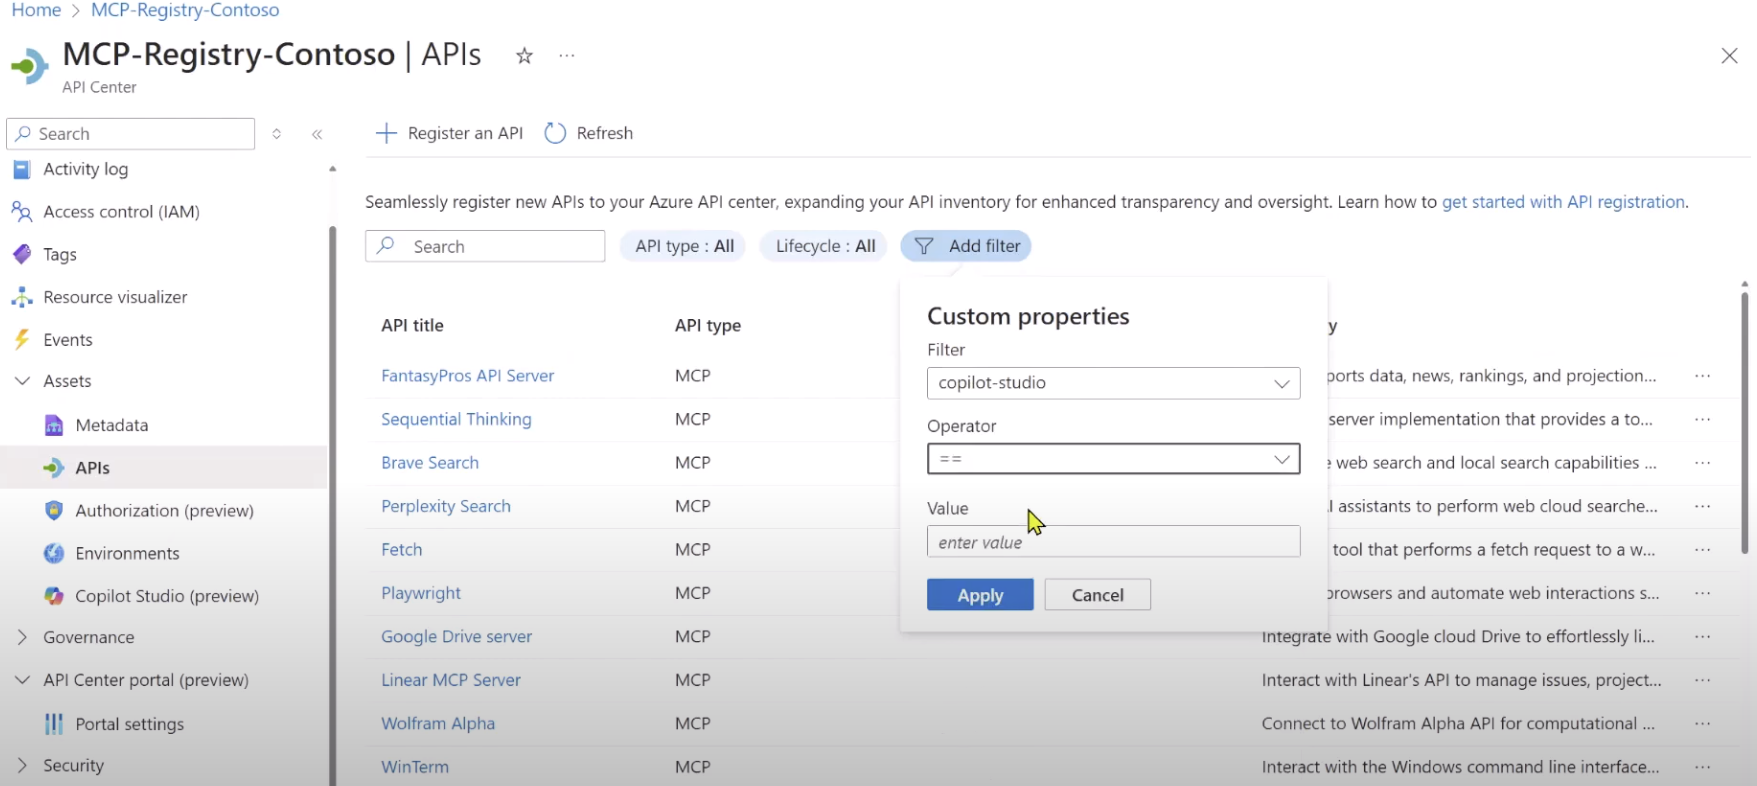 Home > MCP-Registry-Contoso
MCP-Registry-Contoso | APIs
API Center
Search
Activity log
Access control (IAM)
Tags
Resource visualizer
Events
Assets
Metadata
APIs
Authorization (preview)
Environments
Copilot Studio (preview)
Governance
API Center portal (preview)
Portal settings
Security
Register an API Refresh
Seamlessly register new APIs to your Azure API center, expanding your API inventory for enhanced transparency and oversight. Learn how to get started with API registration.
Search API type : All Lifecycle : All Add filter
API title API type
FantasyPros API Server MCP ports data, news, rankings, and projection...
Sequential Thinking MCP server implementation that provides a to...
Brave Search MCP web search and local search capabilities ...
Perplexity Search MCP assistants to perform web cloud searche...
Fetch MCP tool that performs a fetch request to a w...
Playwright MCP browsers and automate web interactions s...
Google Drive server MCP Integrate with Google cloud Drive to effortlessly li...
Linear MCP Server MCP Interact with Linear's API to manage issues, project...
Wolfram Alpha MCP Connect to Wolfram Alpha API for computational ...
WinTerm MCP Interact with the Windows command line interface...
Custom properties
Filter
copilot-studio
Operator
==
Value
enter value
Apply Cancel